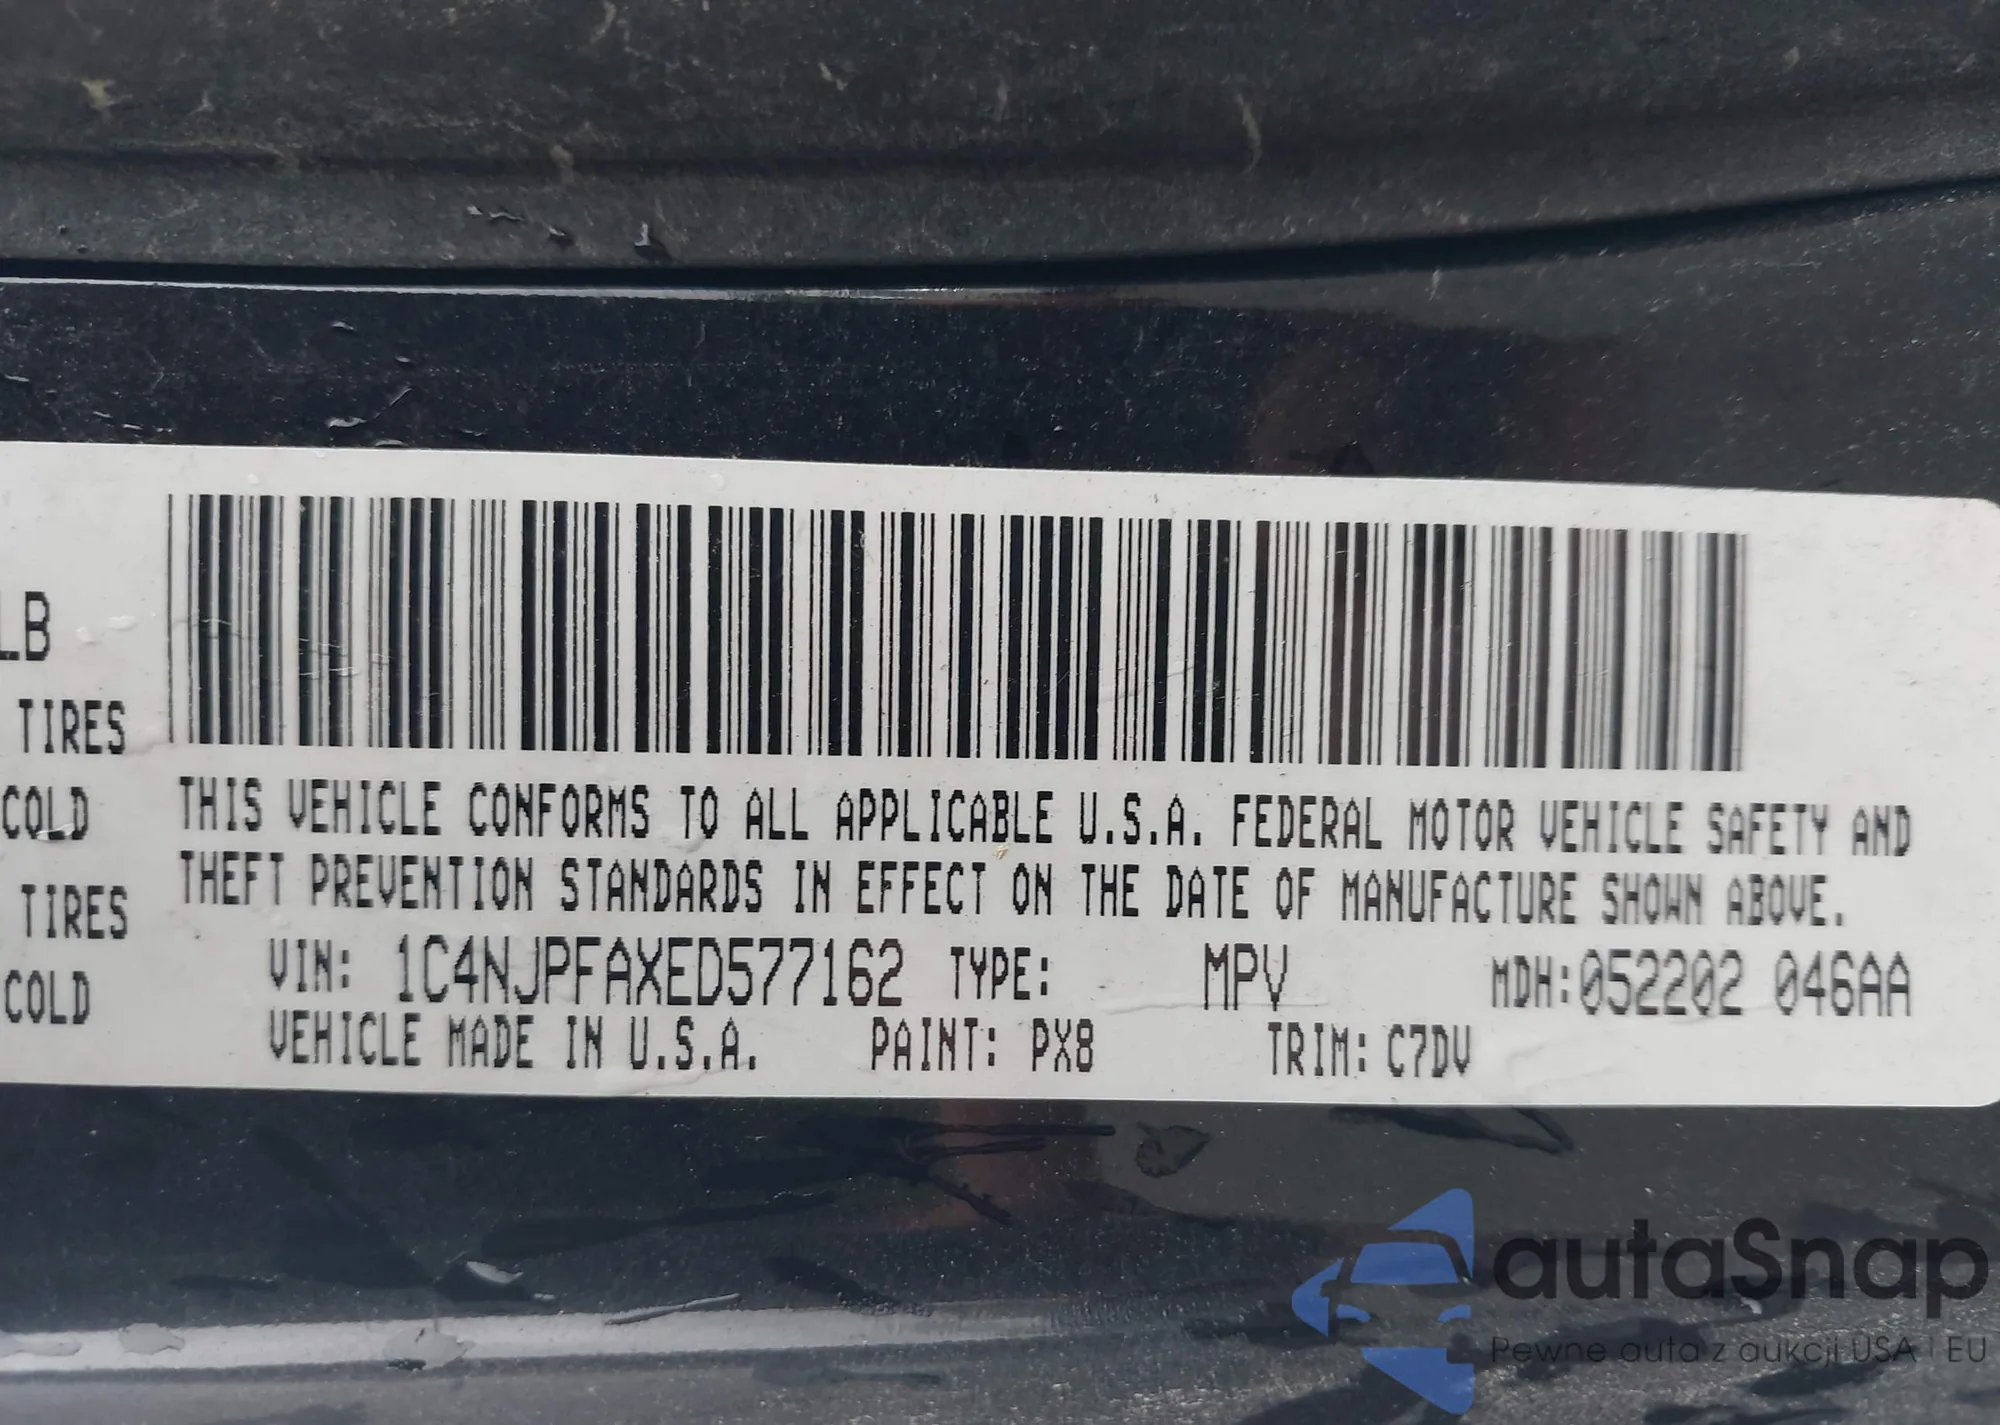 LB
TIRES
COLD
TIRES
COLD
THIS VEHICLE CONFORMS TO ALL APPLICABLE U.S.A. FEDERAL MOTOR VEHICLE SAFETY AND
THEFT PREVENTION STANDARDS IN EFFECT ON THE DATE OF MANUFACTURE SHOWN ABOVE.
VIN: 1C4NJPFAXED577162 TYPE: MPV MDH:052202 046AA
VEHICLE MADE IN U.S.A. PAINT: PX8 TRIM: C7DV
autaSnap
Pewne auta z aukcji USA i EU